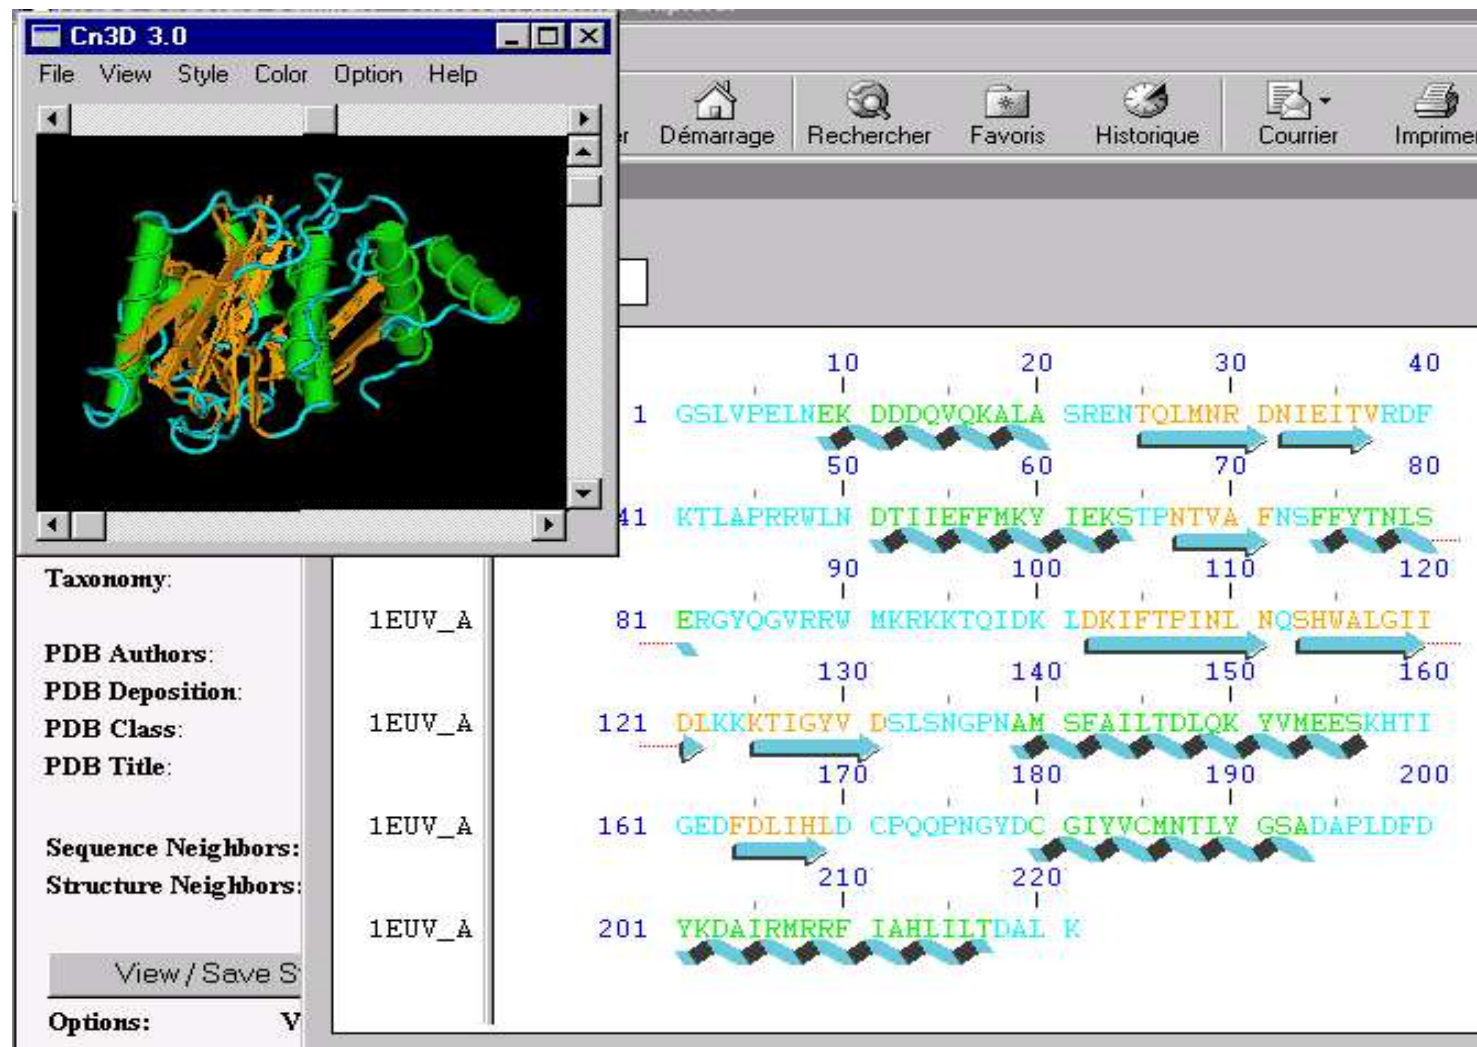 Cn3D 3.0
File View Style Color Option Help
Démarrage Rechercher Favoris Historique Courrier Imprimer
10 20 30 40
1 GSLVPELNEK DDDQVQKALA SRENTQLMNR DNIEITVRDF
50 60 70 80
41 KTLAPRRWLN DTIIEFFMKY IEKSTPNTVA FNSFFYTNLS
90 100 110 120
1EUV_A 81 ERGYQGVRRW MKRKKTQIDK LDKIFTPINL NQSHWALGII
130 140 150 160
1EUV_A 121 DLKKKTIGYV DSLSNGPNAM SFAILTDLQK YVMEESKHTI
170 180 190 200
1EUV_A 161 GEDFDLIHLD CPQQPNGYDC GIYVCMNTLY GSADAPLDFD
210 220
1EUV_A 201 YKDAIRMRRF IAHLILTDAL K
Taxonomy:
PDB Authors:
PDB Deposition:
PDB Class:
PDB Title:
Sequence Neighbors:
Structure Neighbors:
View / Save S
Options: V